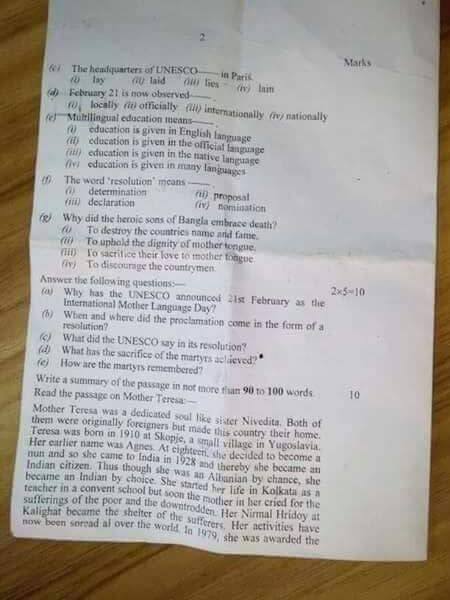 2
Marks
(c) The headquarters of UNESCO—— in Paris.
(i) lay (ii) laid (iii) lies (iv) lain
(d) February 21 is now observed——.
(i) locally (ii) officially (iii) internationally (iv) nationally
(e) Multilingual education means——.
(i) education is given in English language
(ii) education is given in the official language
(iii) education is given in the native language
(iv) education is given in many languages
(f) The word 'resolution' means ——.
(i) determination (ii) proposal
(iii) declaration (iv) nomination
(g) Why did the heroic sons of Bangla embrace death?
(i) To destroy the countries name and fame.
(ii) To uphold the dignity of mother tongue.
(iii) To sacrifice their love to mother tongue
(iv) To discourage the countrymen.
Answer the following questions:— 2×5=10
(a) Why has the UNESCO announced 21st February as the
International Mother Language Day?
(b) When and where did the proclamation come in the form of a
resolution?
(c) What did the UNESCO say in its resolution?
(d) What has the sacrifice of the martyrs achieved?
(e) How are the martyrs remembered?
Write a summary of the passage in not more than 90 to 100 words. 10
Read the passage on Mother Teresa:—
Mother Teresa was a dedicated soul like sister Nivedita. Both of
them were originally foreigners but made this country their home.
Teresa was born in 1910 at Skopje, a small village in Yugoslavia.
Her earlier name was Agnes. At eighteen, she decided to become a
nun and so she came to India in 1928 and thereby she became an
Indian citizen. Thus though she was an Albanian by chance, she
became an Indian by choice. She started her life in Kolkata as a
teacher in a convent school but soon the mother in her cried for the
sufferings of the poor and the downtrodden. Her Nirmal Hridoy at
Kalighat became the shelter of the sufferers. Her activities have
now been soread al over the world. In 1979, she was awarded the